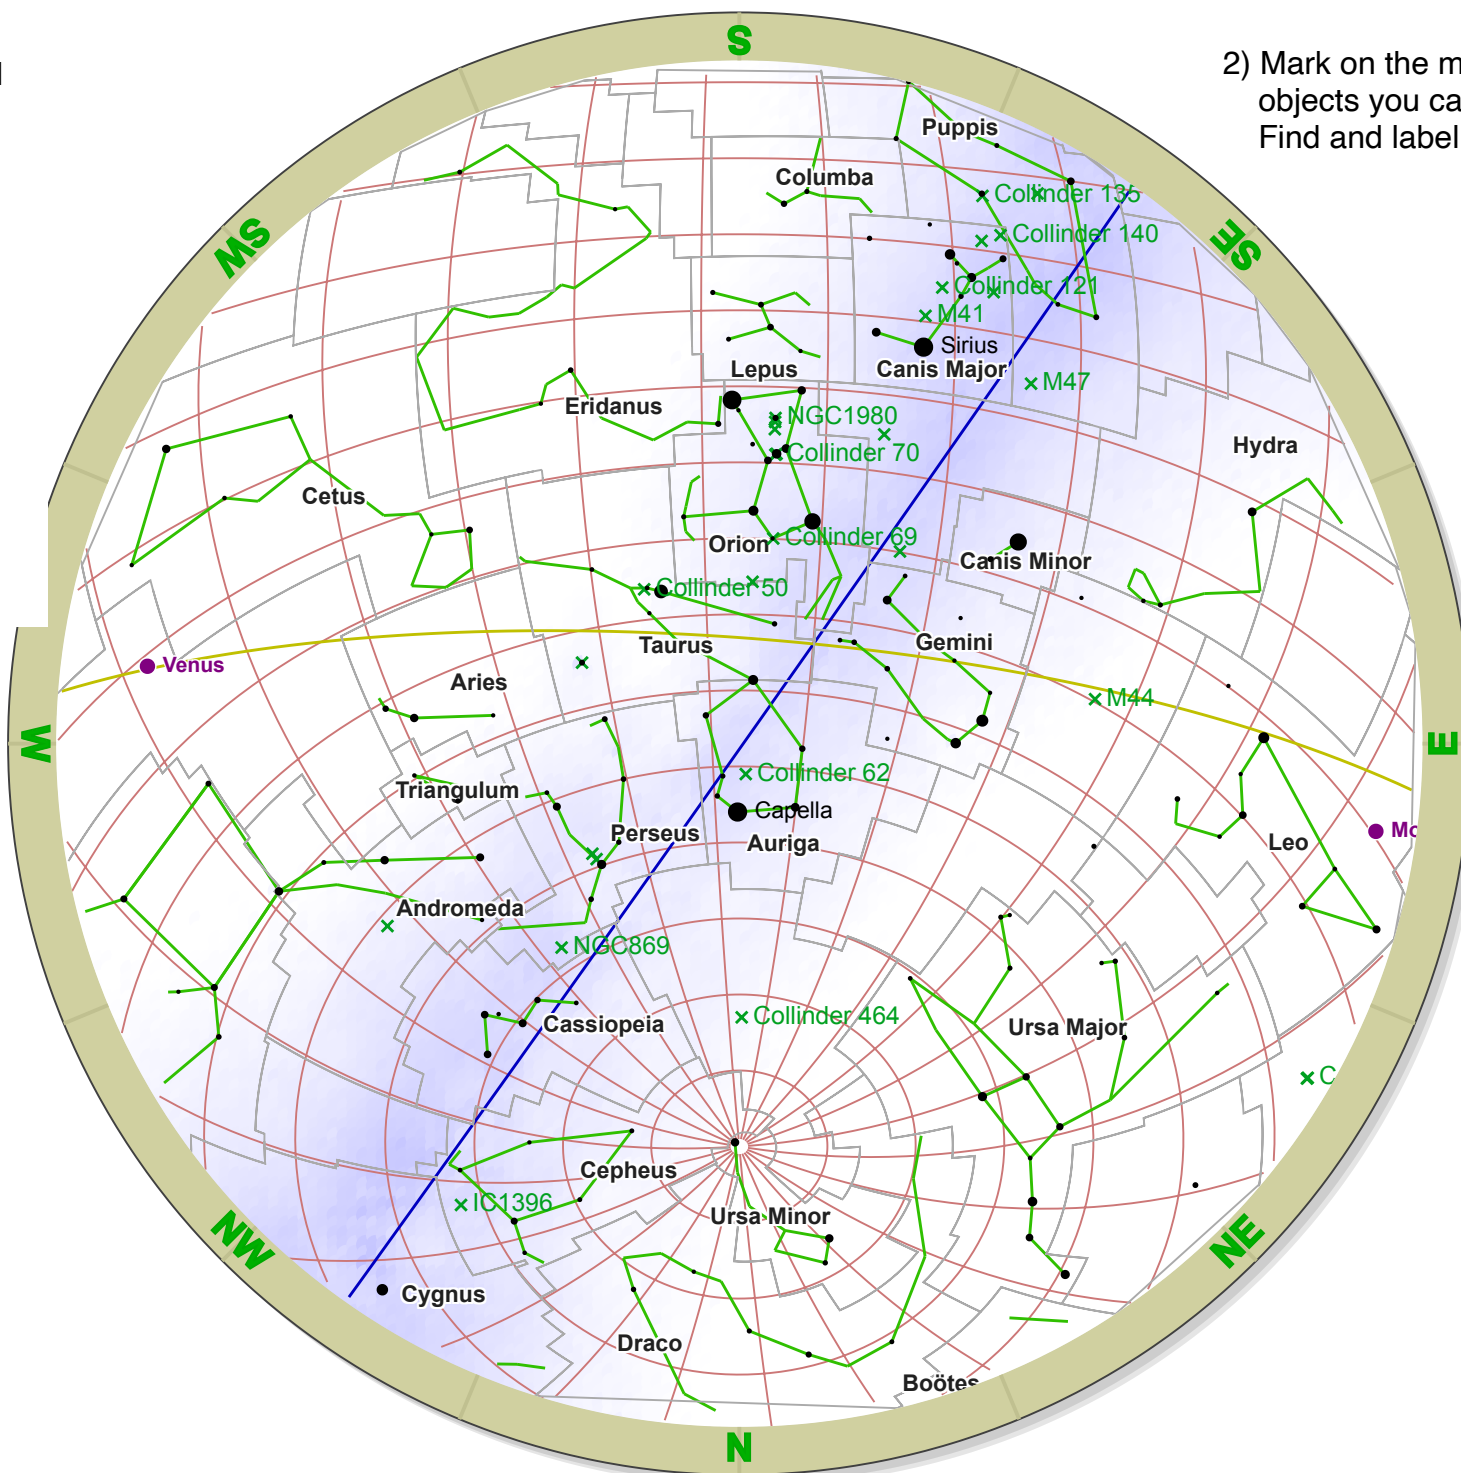 S
2) Mark on the m
objects you ca
Find and label
Puppis
Columba
Collinder 135
SW
SE
Collinder 140
Collinder 121
M41
Sirius
Lepus
Canis Major
M47
Eridanus
NGC1980
Hydra
Collinder 70
Cetus
Orion
Collinder 69
Canis Minor
Collinder 50
Taurus
Gemini
Venus
Aries
M44
W
E
Collinder 62
Triangulum
Capella
Perseus
Auriga
Mo
Leo
Andromeda
NGC869
Collinder 464
Cassiopeia
Ursa Major
C
Cepheus
IC1396
Ursa Minor
NW
NE
Cygnus
Draco
Boötes
N